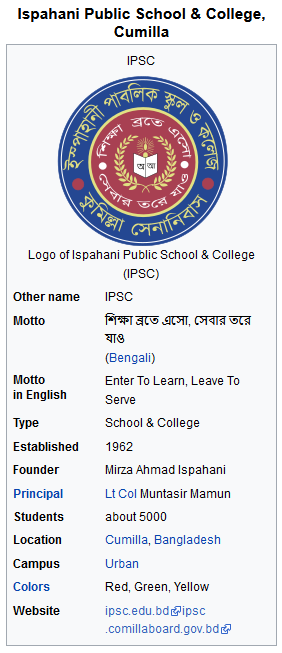 Ispahani Public School & College,
Cumilla
IPSC
ইস্পাহানী পাবলিক স্কুল ও কলেজ
শিক্ষা ব্রতে এসো
অ আ
সেবার তরে যাও
কুমিল্লা সেনানিবাস
Logo of Ispahani Public School & College
(IPSC)
Other name IPSC
Motto শিক্ষা ব্রতে এসো, সেবার তরে
যাও
(Bengali)
Motto
in English Enter To Learn, Leave To
Serve
Type School & College
Established 1962
Founder Mirza Ahmad Ispahani
Principal Lt Col Muntasir Mamun
Students about 5000
Location Cumilla, Bangladesh
Campus Urban
Colors Red, Green, Yellow
Website ipsc.edu.bd ipsc
.comillaboard.gov.bd